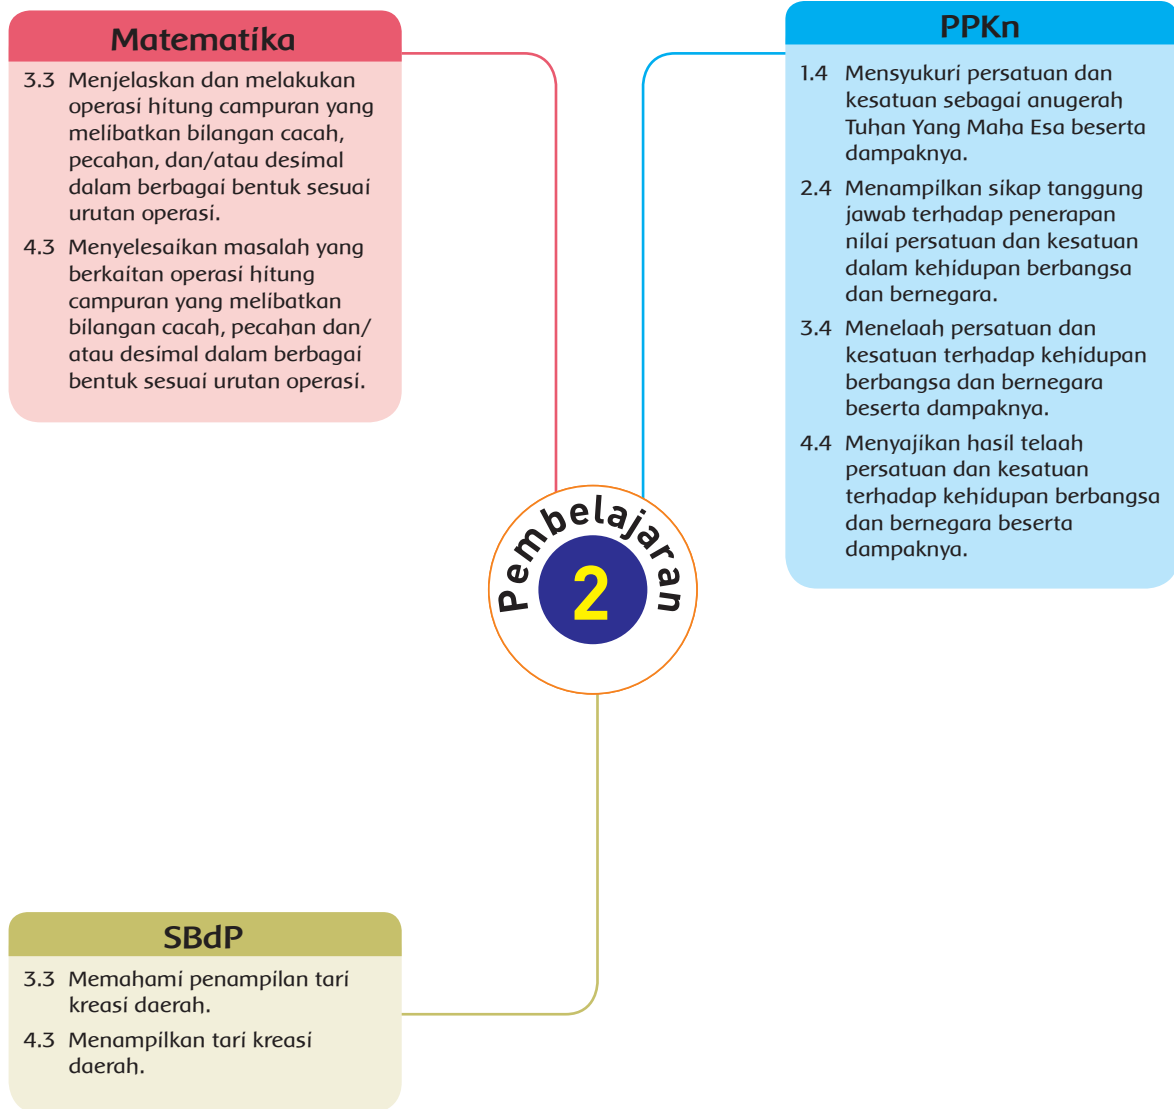 Matematika
3.3 Menjelaskan dan melakukan
operasi hitung campuran yang
melibatkan bilangan cacah,
pecahan, dan/atau desimal
dalam berbagai bentuk sesuai
urutan operasi.
4.3 Menyelesaikan masalah yang
berkaitan operasi hitung
campuran yang melibatkan
bilangan cacah, pecahan dan/
atau desimal dalam berbagai
bentuk sesuai urutan operasi.
PPKn
1.4 Mensyukuri persatuan dan
kesatuan sebagai anugerah
Tuhan Yang Maha Esa beserta
dampaknya.
2.4 Menampilkan sikap tanggung
jawab terhadap penerapan
nilai persatuan dan kesatuan
dalam kehidupan berbangsa
dan bernegara.
3.4 Menelaah persatuan dan
kesatuan terhadap kehidupan
berbangsa dan bernegara
beserta dampaknya.
4.4 Menyajikan hasil telaah
persatuan dan kesatuan
terhadap kehidupan berbangsa
dan bernegara beserta
dampaknya.
Pembelajaran
2
SBdP
3.3 Memahami penampilan tari
kreasi daerah.
4.3 Menampilkan tari kreasi
daerah.